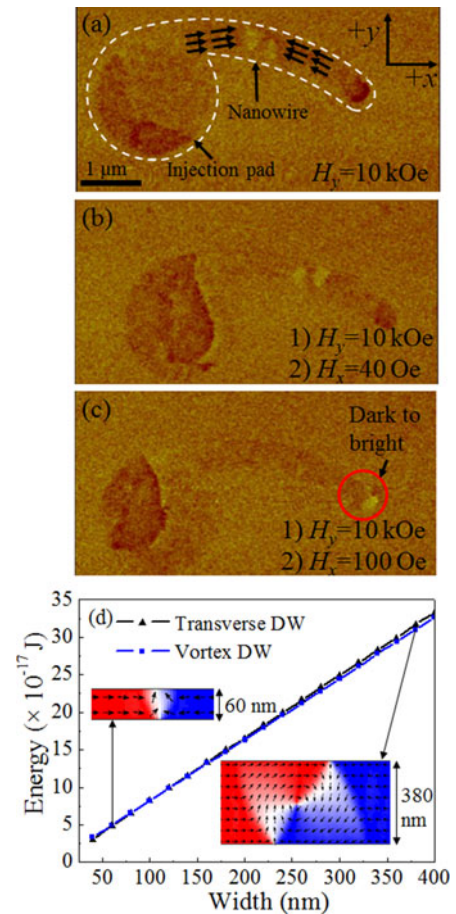 (a)
+y
+x
Nanowire
1 μm
Injection pad
Hy=10 kOe
(b)
1) Hy=10 kOe
2) Hx=40 Oe
(c)
Dark to
bright
1) Hy=10 kOe
2) Hx=100 Oe
(d)
Transverse DW
Vortex DW
60 nm
380
nm
Energy (× 10⁻¹⁷ J)
35
30
25
20
15
10
5
0
50 100 150 200 250 300 350 400
Width (nm)